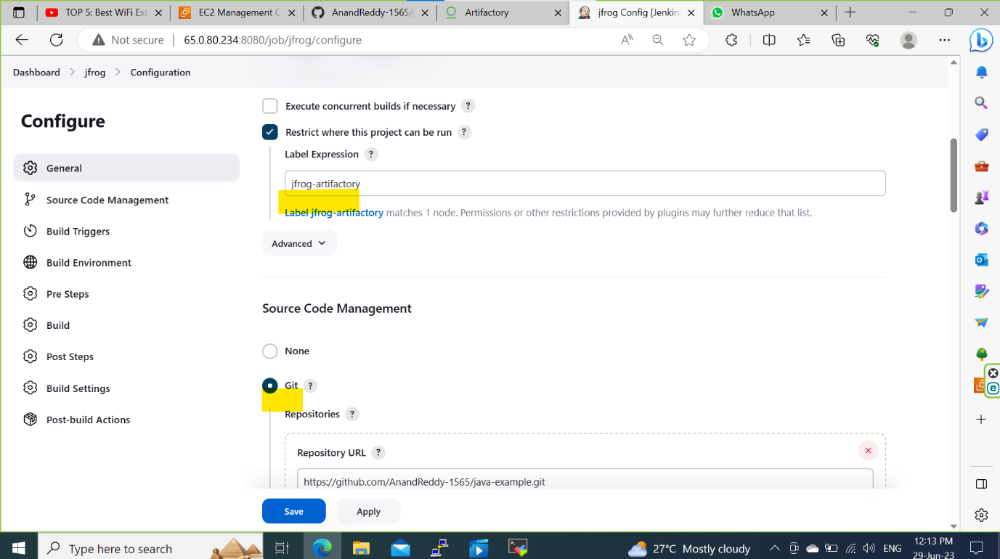 TOP 5: Best WiFi Ext
EC2 Management C
AnandReddy-1565/j
Artifactory
jfrog Config [Jenkins
WhatsApp
Not secure
65.0.80.234:8080/job/jfrog/configure
Dashboard > jfrog > Configuration
Configure
General
Source Code Management
Build Triggers
Build Environment
Pre Steps
Build
Post Steps
Build Settings
Post-build Actions
Execute concurrent builds if necessary ?
Restrict where this project can be run ?
Label Expression ?
jfrog-artifactory
Label jfrog-artifactory matches 1 node. Permissions or other restrictions provided by plugins may further reduce that list.
Advanced
Source Code Management
None
Git ?
Repositories ?
Repository URL ?
https://github.com/AnandReddy-1565/java-example.git
Save
Apply
Type here to search
27°C Mostly cloudy
ENG
12:13 PM
29-Jun-23